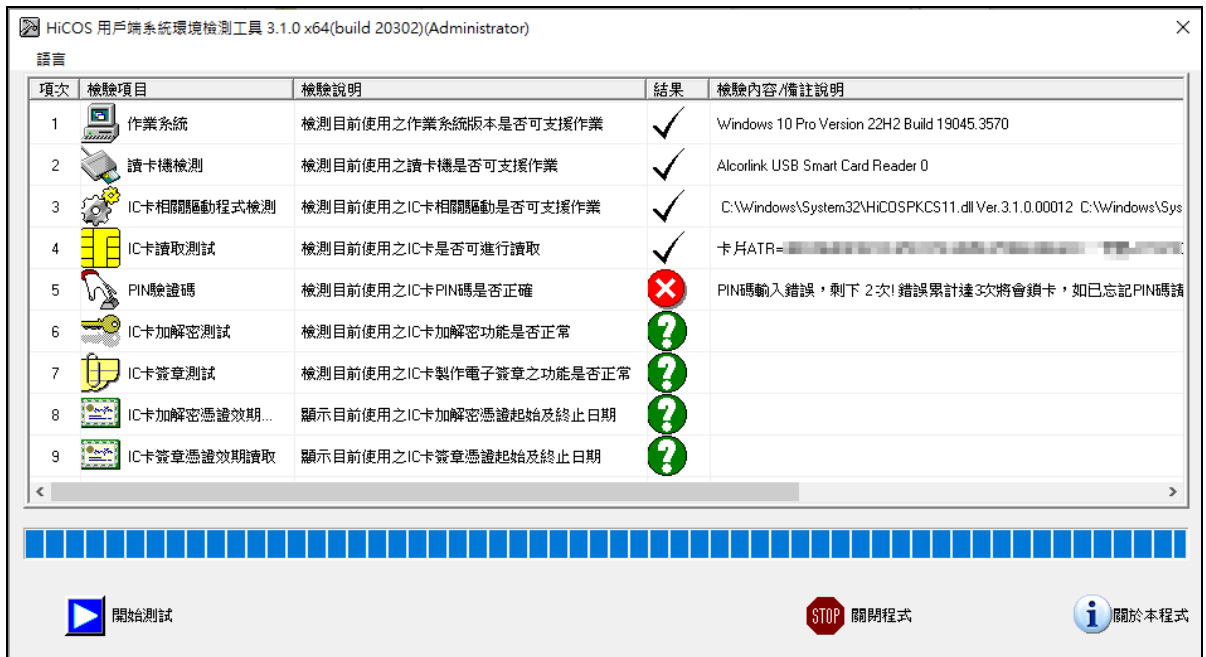 HiCOS 用戶端系統環境檢測工具 3.1.0 x64(build 20302)(Administrator)
語言
項次 檢驗項目 檢驗說明 結果 檢驗內容/備註說明
1 作業系統 檢測目前使用之作業系統版本是否可支援作業 Windows 10 Pro Version 22H2 Build 19045.3570
2 讀卡機檢測 檢測目前使用之讀卡機是否可支援作業 Alcorlink USB Smart Card Reader 0
3 IC卡相關驅動程式檢測 檢測目前使用之IC卡相關驅動是否可支援作業 C:\Windows\System32\HiCOSPKCS11.dll Ver.3.1.0.00012 C:\Windows\Sys
4 IC卡讀取測試 檢測目前使用之IC卡是否可進行讀取 卡片ATR=
5 PIN驗證碼 檢測目前使用之IC卡PIN碼是否正確 PIN碼輸入錯誤，剩下 2次! 錯誤累計達3次將會鎖卡，如已忘記PIN碼請
6 IC卡加解密測試 檢測目前使用之IC卡加解密功能是否正常
7 IC卡簽章測試 檢測目前使用之IC卡製作電子簽章之功能是否正常
8 IC卡加解密憑證效期... 顯示目前使用之IC卡加解密憑證起始及終止日期
9 IC卡簽章憑證效期讀取 顯示目前使用之IC卡簽章憑證起始及終止日期
開始測試 STOP 關閉程式 關於本程式